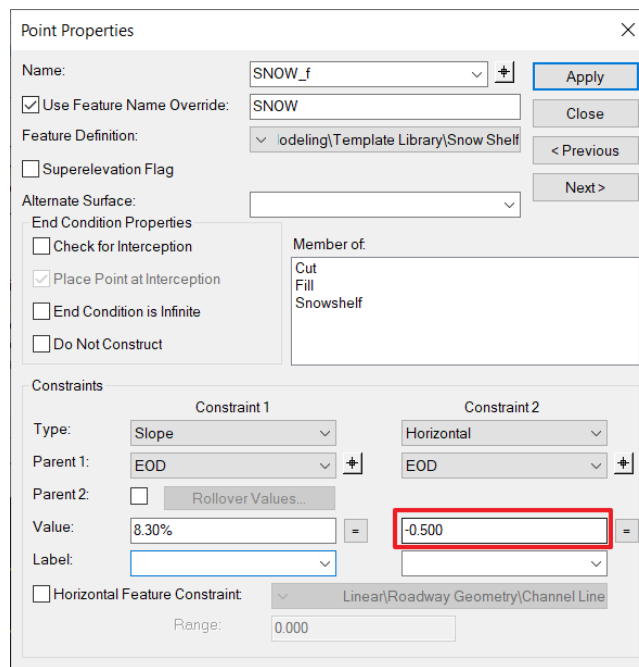 Point Properties
Name:
SNOW_f
Apply
Use Feature Name Override:
SNOW
Close
Feature Definition:
lodeling\Template Library\Snow Shelf
< Previous
Superelevation Flag
Next >
Alternate Surface:
End Condition Properties
Check for Interception
Member of:
Place Point at Interception
Cut
Fill
Snowshelf
End Condition is Infinite
Do Not Construct
Constraints
Constraint 1
Constraint 2
Type:
Slope
Horizontal
Parent 1:
EOD
EOD
Parent 2:
Rollover Values...
Value:
8.30%
=
-0.500
=
Label:
Horizontal Feature Constraint:
Linear\Roadway Geometry\Channel Line
Range:
0.000